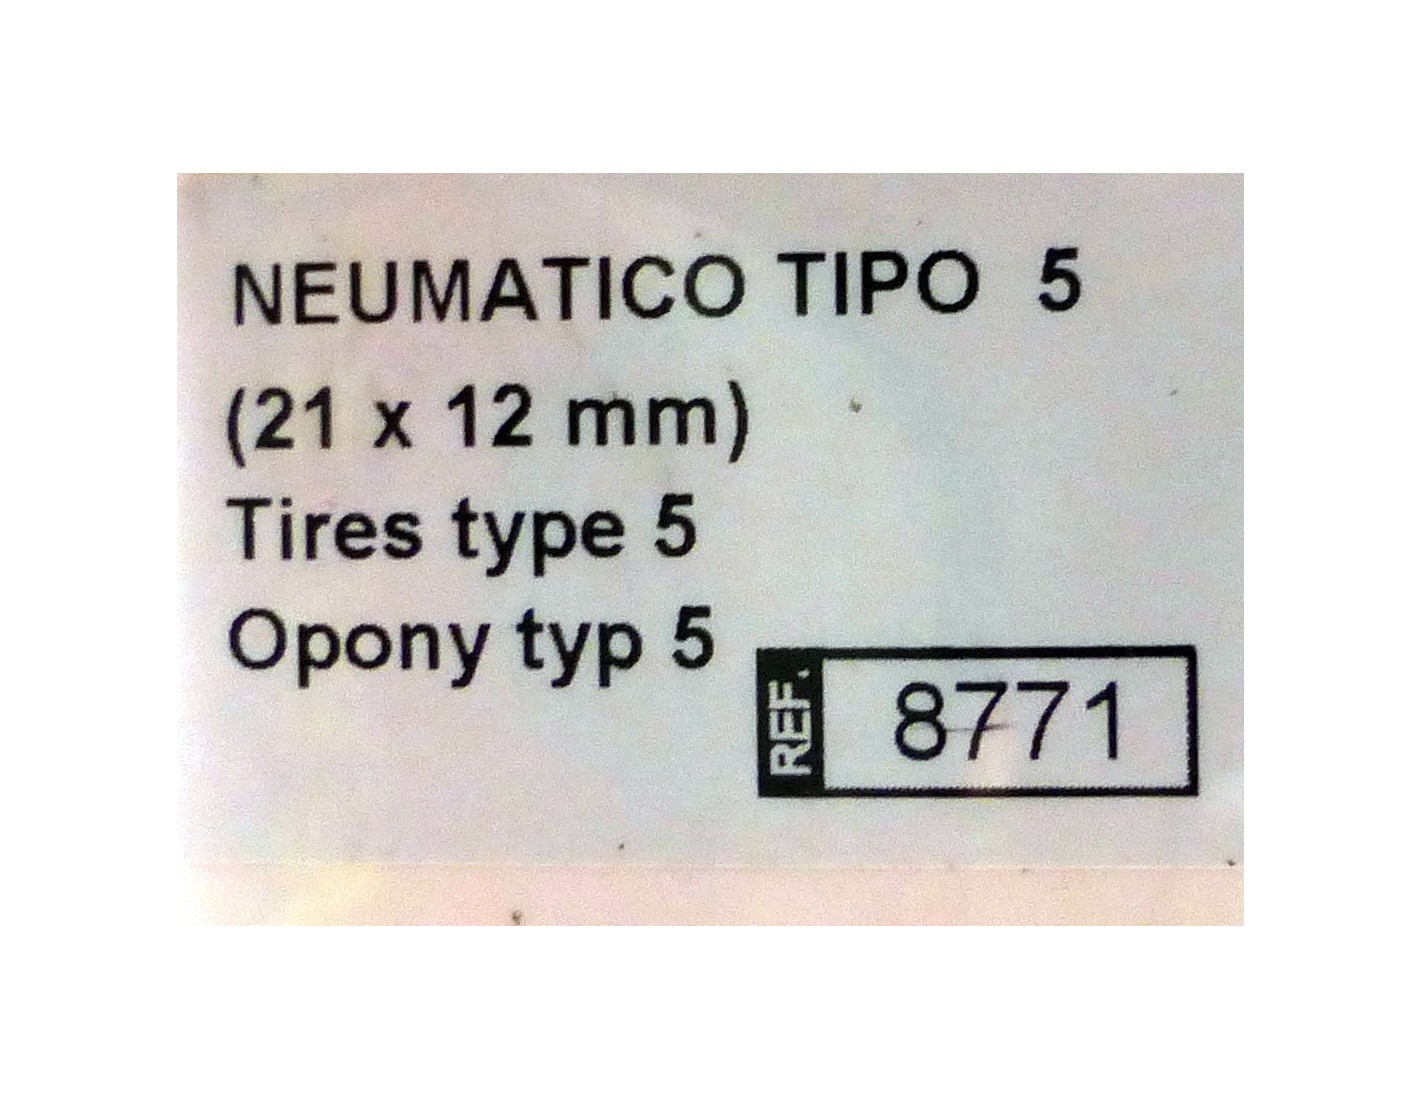 NEUMATICO TIPO 5
(21 x 12 mm)
Tires type 5
Opony typ 5
REF. 8771